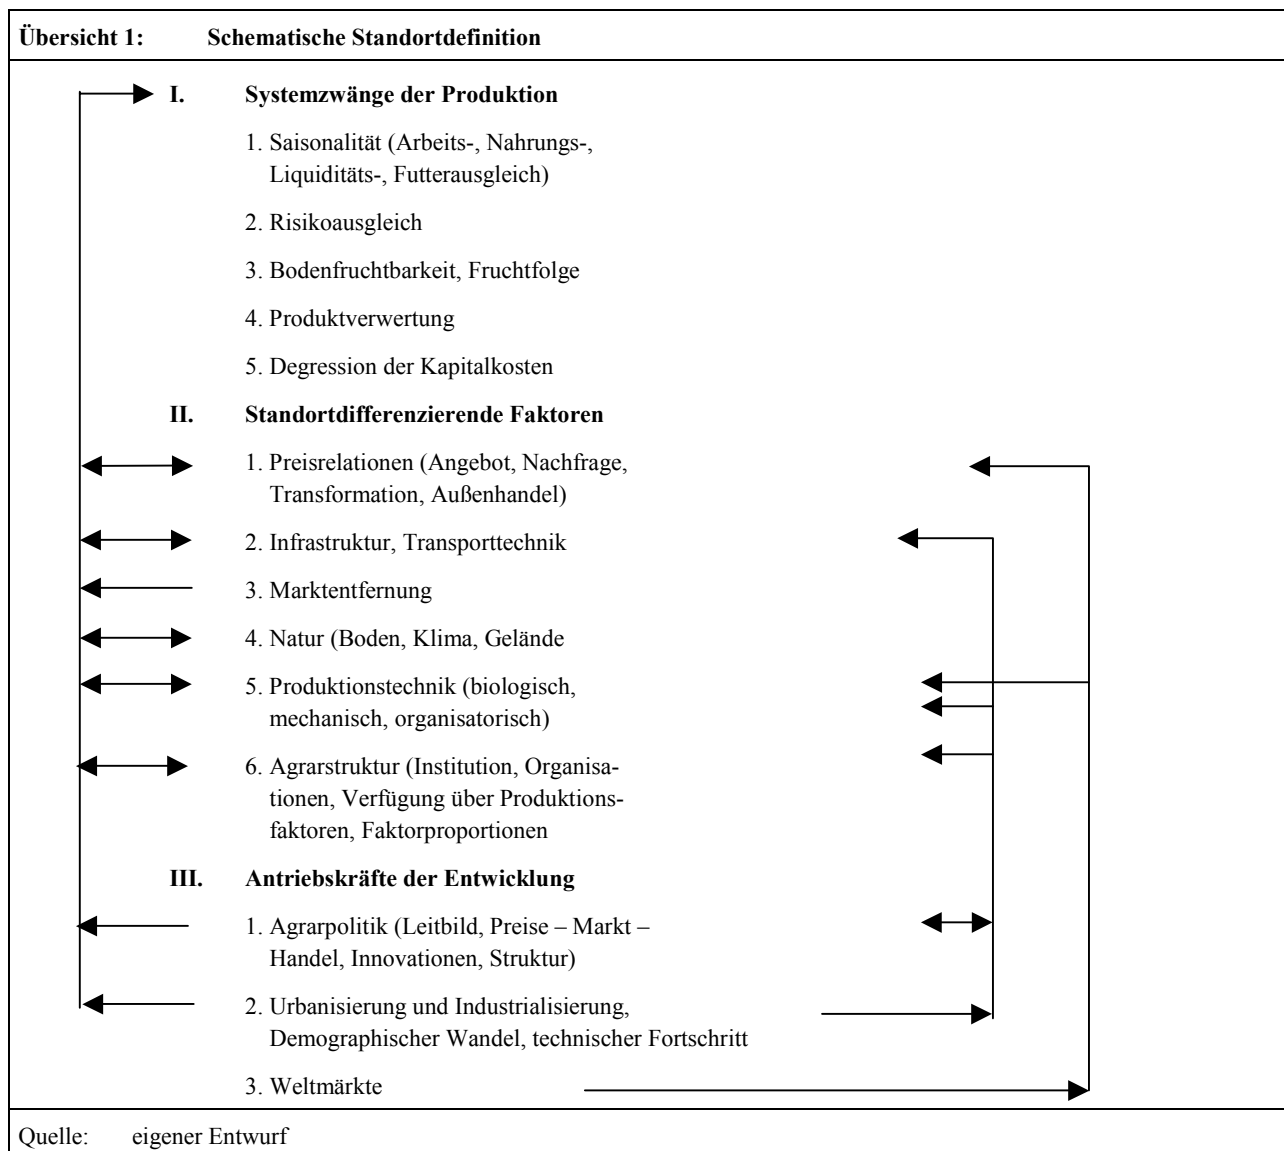 Übersicht 1: Schematische Standortdefinition
I. Systemzwänge der Produktion
1. Saisonalität (Arbeits-, Nahrungs-,
Liquiditäts-, Futterausgleich)
2. Risikoausgleich
3. Bodenfruchtbarkeit, Fruchtfolge
4. Produktverwertung
5. Degression der Kapitalkosten
II. Standortdifferenzierende Faktoren
1. Preisrelationen (Angebot, Nachfrage,
Transformation, Außenhandel)
2. Infrastruktur, Transporttechnik
3. Marktentfernung
4. Natur (Boden, Klima, Gelände
5. Produktionstechnik (biologisch,
mechanisch, organisatorisch)
6. Agrarstruktur (Institution, Organisa-
tionen, Verfügung über Produktions-
faktoren, Faktorproportionen
III. Antriebskräfte der Entwicklung
1. Agrarpolitik (Leitbild, Preise – Markt –
Handel, Innovationen, Struktur)
2. Urbanisierung und Industrialisierung,
Demographischer Wandel, technischer Fortschritt
3. Weltmärkte
Quelle: eigener Entwurf